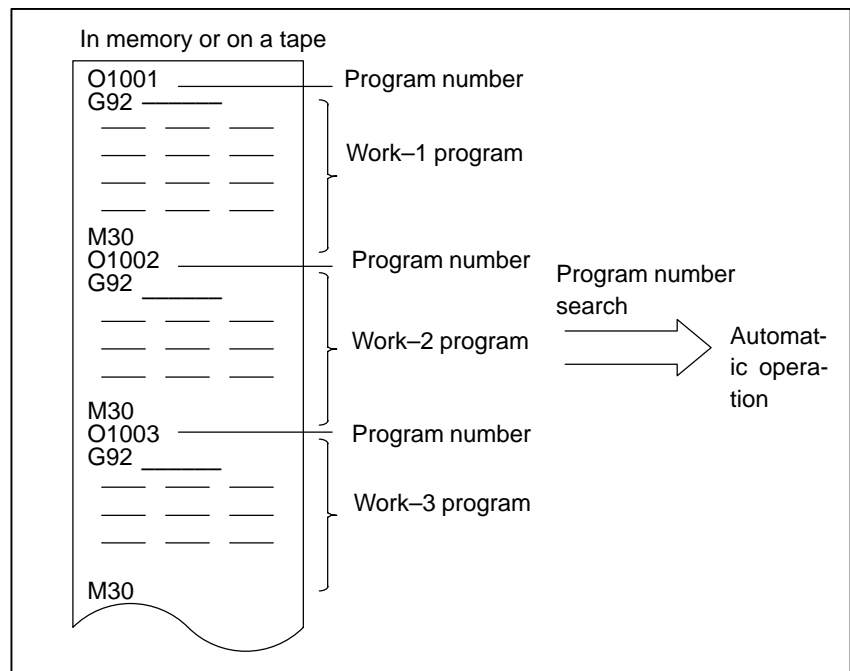 In memory or on a tape
O1001
Program number
G92
Work–1 program
M30
O1002
Program number
G92
Work–2 program
M30
O1003
Program number
G92
Work–3 program
M30
Program number
search
Automat-
ic opera-
tion